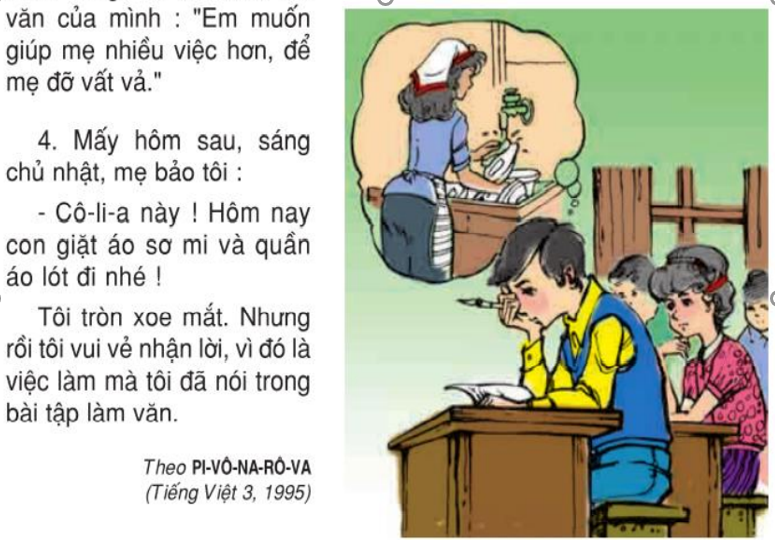 văn của mình : "Em muốn
giúp mẹ nhiều việc hơn, để
mẹ đỡ vất vả."
4. Mấy hôm sau, sáng
chủ nhật, mẹ bảo tôi :
- Cô-li-a này ! Hôm nay
con giặt áo sơ mi và quần
áo lót đi nhé !
Tôi tròn xoe mắt. Nhưng
rồi tôi vui vẻ nhận lời, vì đó là
việc làm mà tôi đã nói trong
bài tập làm văn.
Theo PI-VÔ-NA-RÔ-VA
(Tiếng Việt 3, 1995)